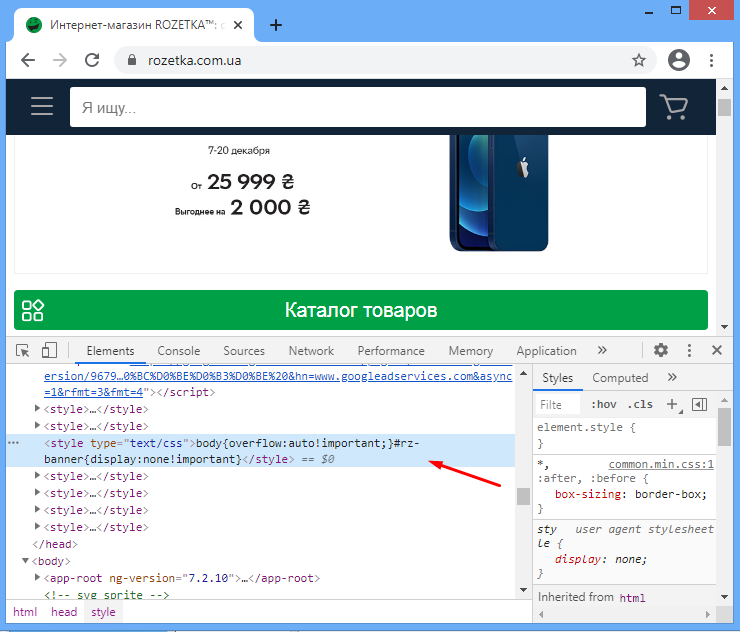 Интернет-магазин ROZETKA™:
rozetka.com.ua
Я ищу...
7-20 декабря
От 25 999 ₴
Выгоднее на 2 000 ₴
Каталог товаров
Elements Console Sources Network Performance Memory Application »
ersion/9679…0%BC%D0%BE%D0%B3%D0%BE%20&hn=www.googleadservices.com&async
=1&rfmt=3&fmt=4"></script>
<style>…</style>
<style>…</style>
<style type="text/css">body{overflow:auto!important;}#rz-
banner{display:none!important}</style> == $0
<style>…</style>
<style>…</style>
<style>…</style>
<style>…</style>
</head>
<body>
<app-root ng-version="7.2.10">…</app-root>
<!-- svg sprite -->
html head style
Styles Computed »
Filter :hov .cls +
element.style {
}
*, common.min.css:1
:after, :before {
box-sizing: border-box;
}
sty user agent stylesheet
le {
display: none;
}
Inherited from html